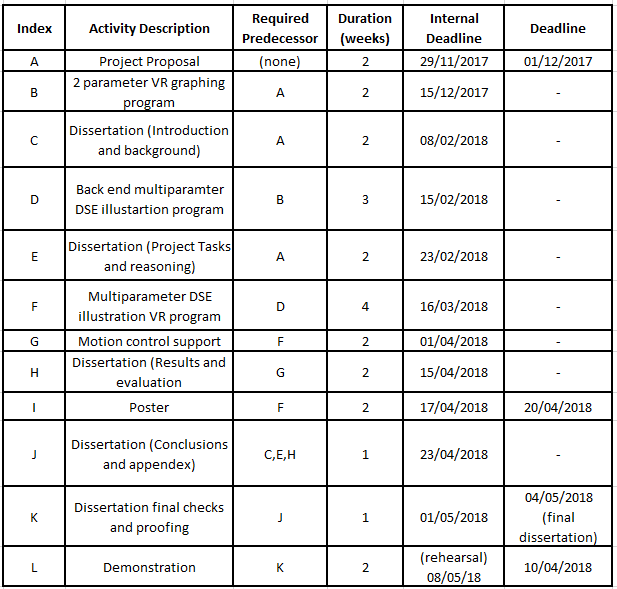 Index Activity Description Required Predecessor Duration (weeks) Internal Deadline Deadline
A Project Proposal (none) 2 29/11/2017 01/12/2017
B 2 parameter VR graphing program A 2 15/12/2017 -
C Dissertation (Introduction and background) A 2 08/02/2018 -
D Back end multiparamter DSE illustartion program B 3 15/02/2018 -
E Dissertation (Project Tasks and reasoning) A 2 23/02/2018 -
F Multiparameter DSE illustration VR program D 4 16/03/2018 -
G Motion control support F 2 01/04/2018 -
H Dissertation (Results and evaluation G 2 15/04/2018 -
I Poster F 2 17/04/2018 20/04/2018
J Dissertation (Conclusions and appendex) C,E,H 1 23/04/2018 -
K Dissertation final checks and proofing J 1 01/05/2018 04/05/2018 (final dissertation)
L Demonstration K 2 (rehearsal) 08/05/18 10/04/2018